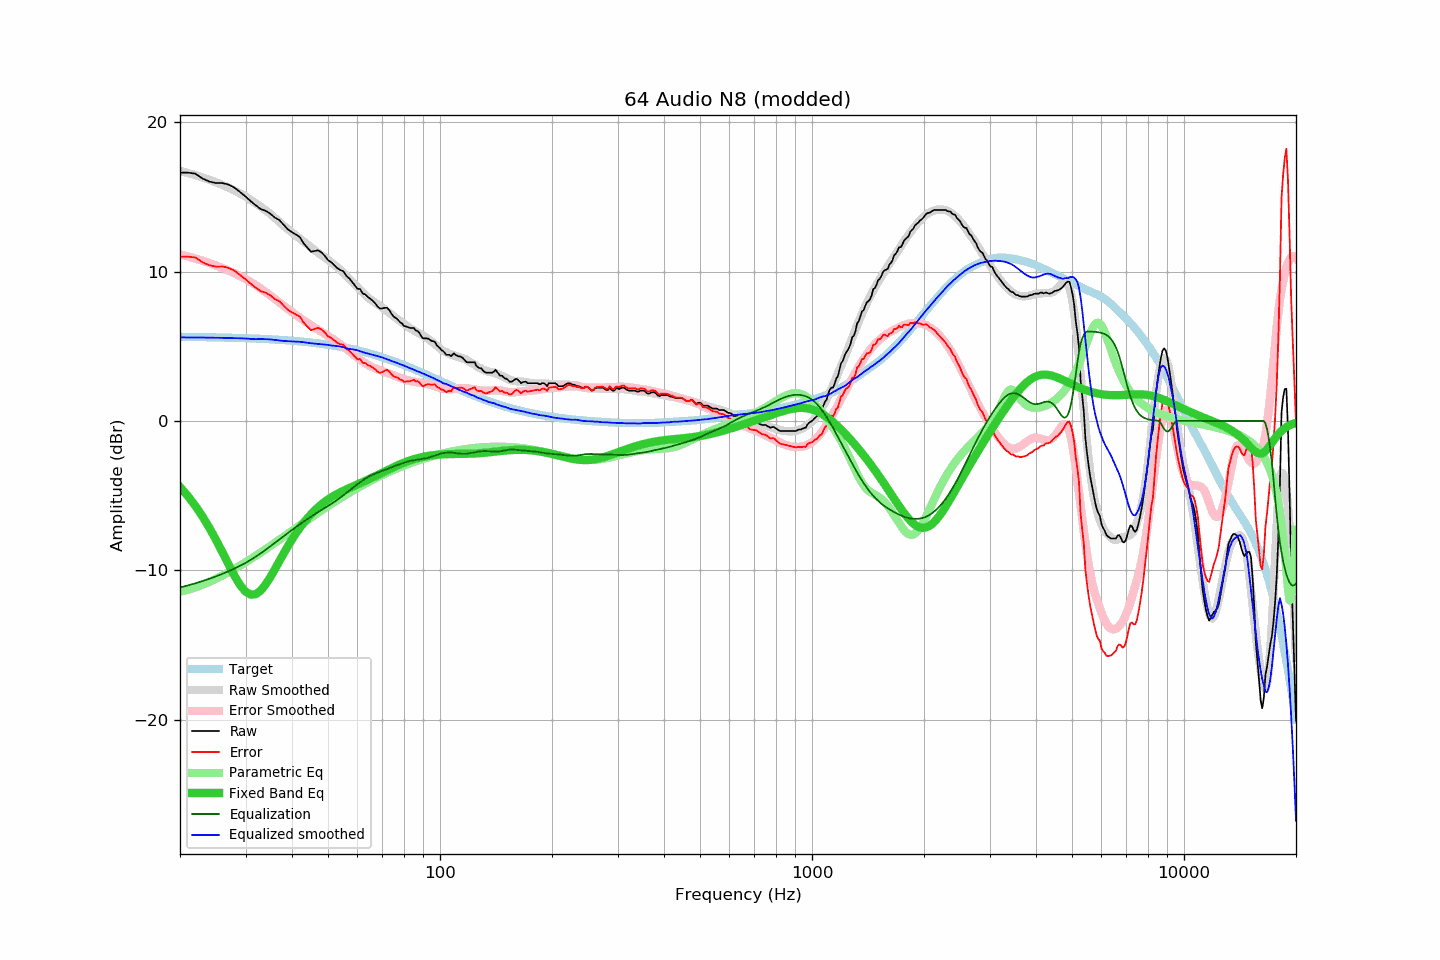 64 Audio N8 (modded)
20
10
0
−10
−20
Amplitude (dBr)
Target
Raw Smoothed
Error Smoothed
Raw
Error
Parametric Eq
Fixed Band Eq
Equalization
Equalized smoothed
100
1000
10000
Frequency (Hz)